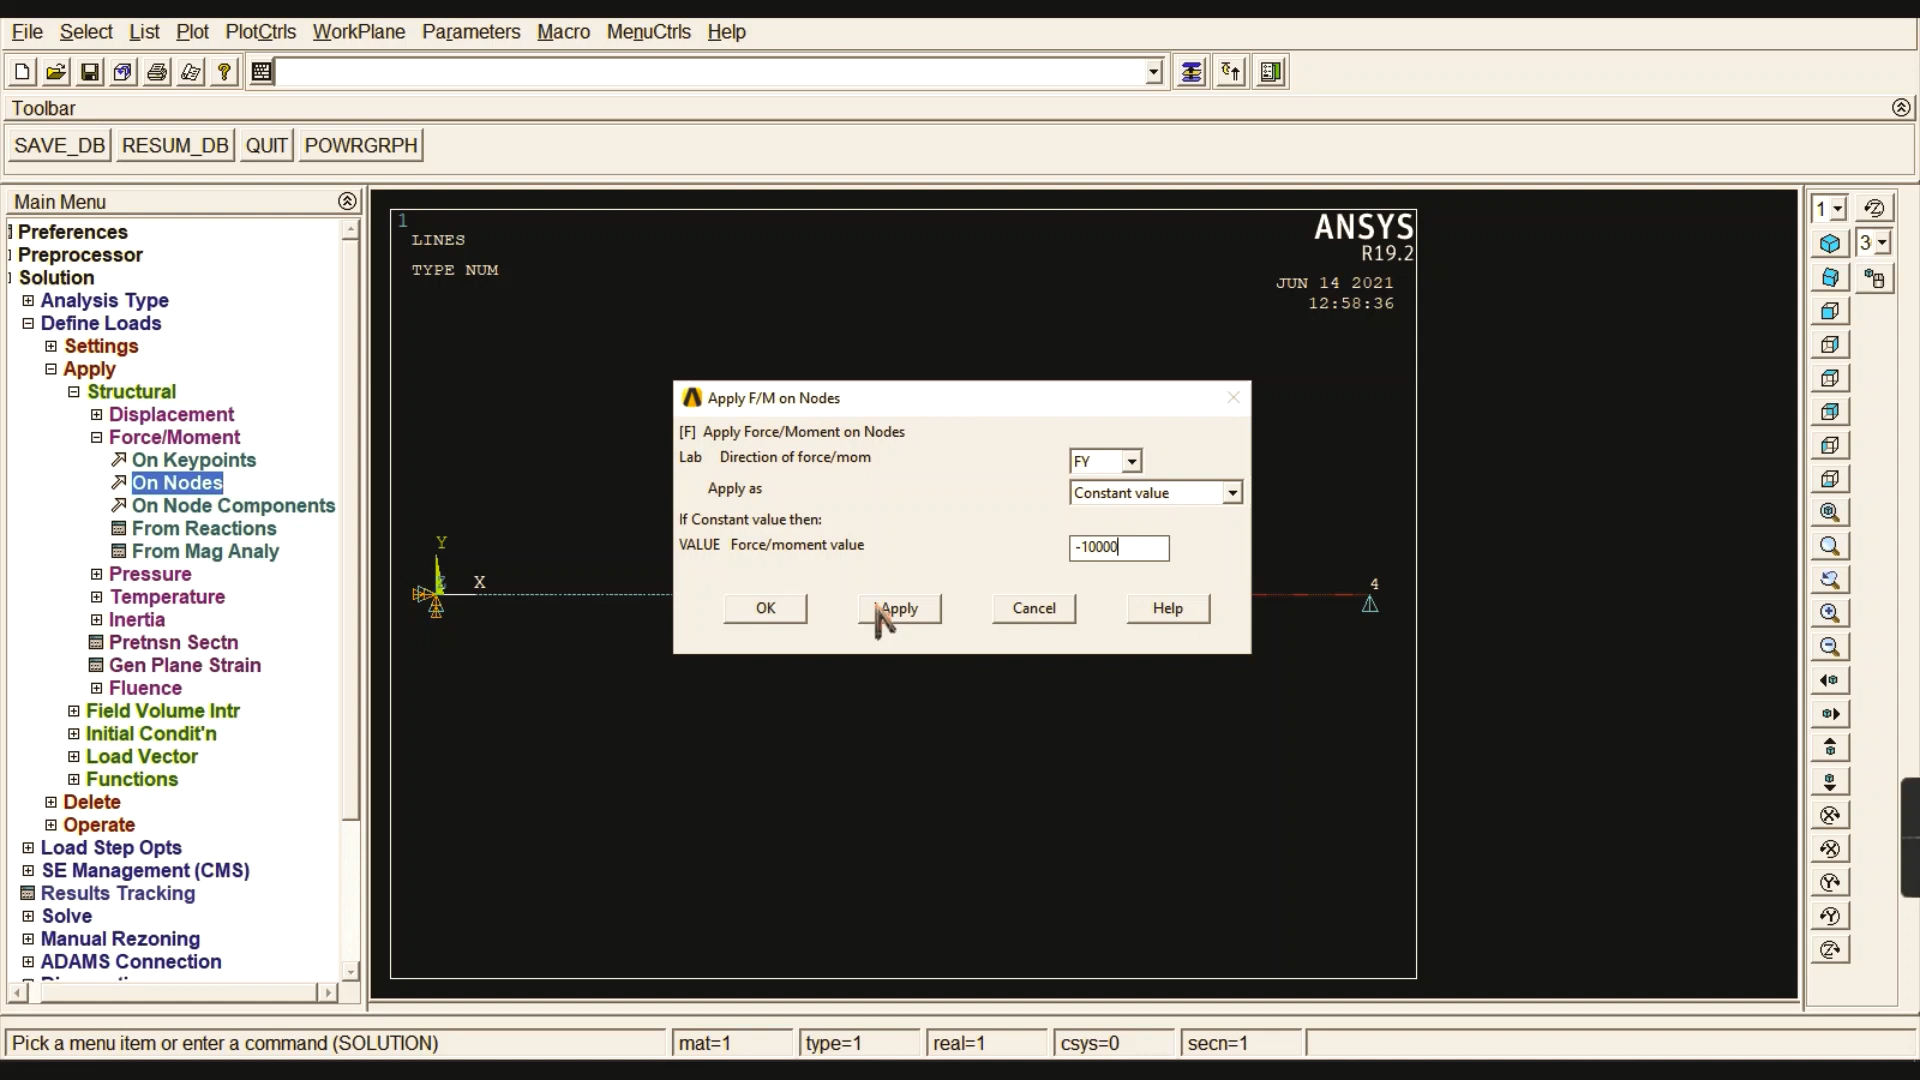 File Select List Plot PlotCtrls WorkPlane Parameters Macro MenuCtrls Help
Toolbar
SAVE_DB RESUM_DB QUIT POWRGRPH
Main Menu
Preferences
Preprocessor
Solution
Analysis Type
Define Loads
Settings
Apply
Structural
Displacement
Force/Moment
On Keypoints
On Nodes
On Node Components
From Reactions
From Mag Analy
Pressure
Temperature
Inertia
Pretnsn Sectn
Gen Plane Strain
Fluence
Field Volume Intr
Initial Condit'n
Load Vector
Functions
Delete
Operate
Load Step Opts
SE Management (CMS)
Results Tracking
Solve
Manual Rezoning
ADAMS Connection
1
LINES
TYPE NUM
ANSYS
R19.2
JUN 14 2021
12:58:36
Y
X
4
Apply F/M on Nodes
[F] Apply Force/Moment on Nodes
Lab Direction of force/mom FY
Apply as Constant value
If Constant value then:
VALUE Force/moment value -10000
OK Apply Cancel Help
1
3
Pick a menu item or enter a command (SOLUTION) mat=1 type=1 real=1 csys=0 secn=1